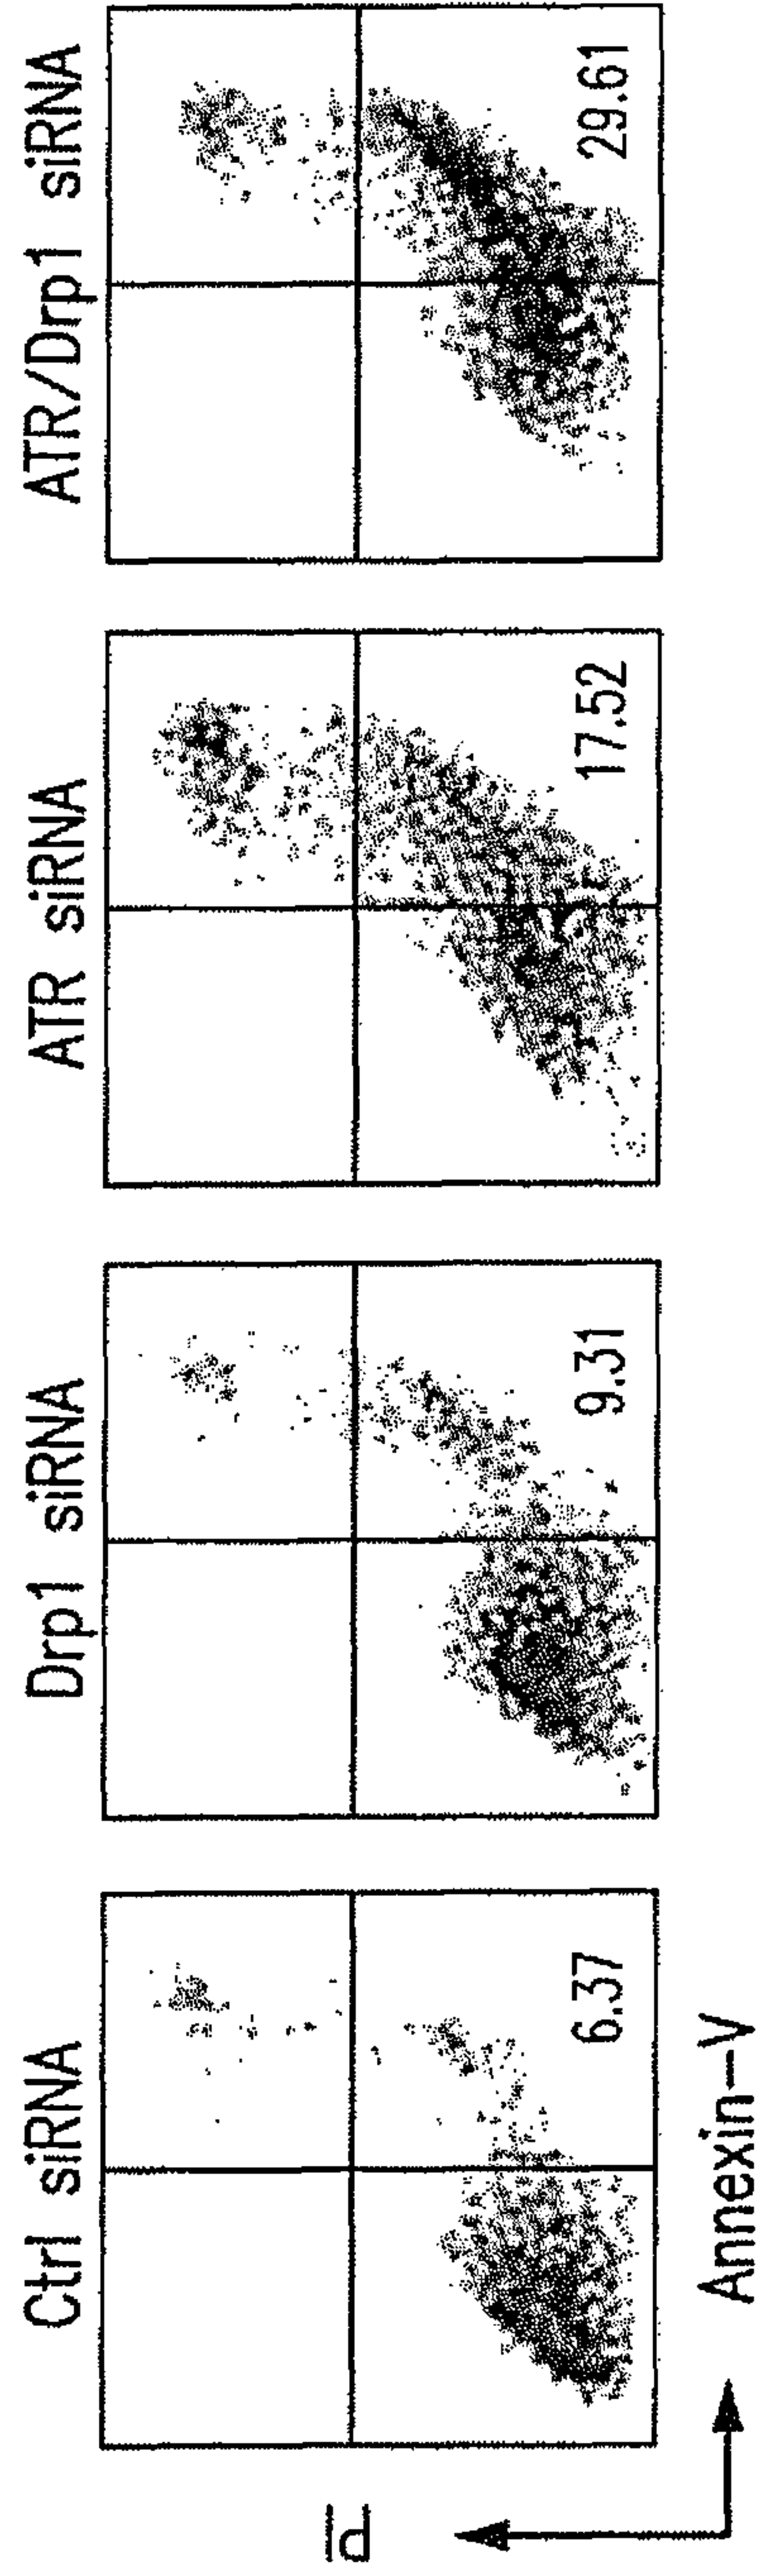 Ctrl siRNA
Drp1 siRNA
ATR siRNA
ATR/Drp1 siRNA
6.37
9.31
17.52
29.61
PI
Annexin-V